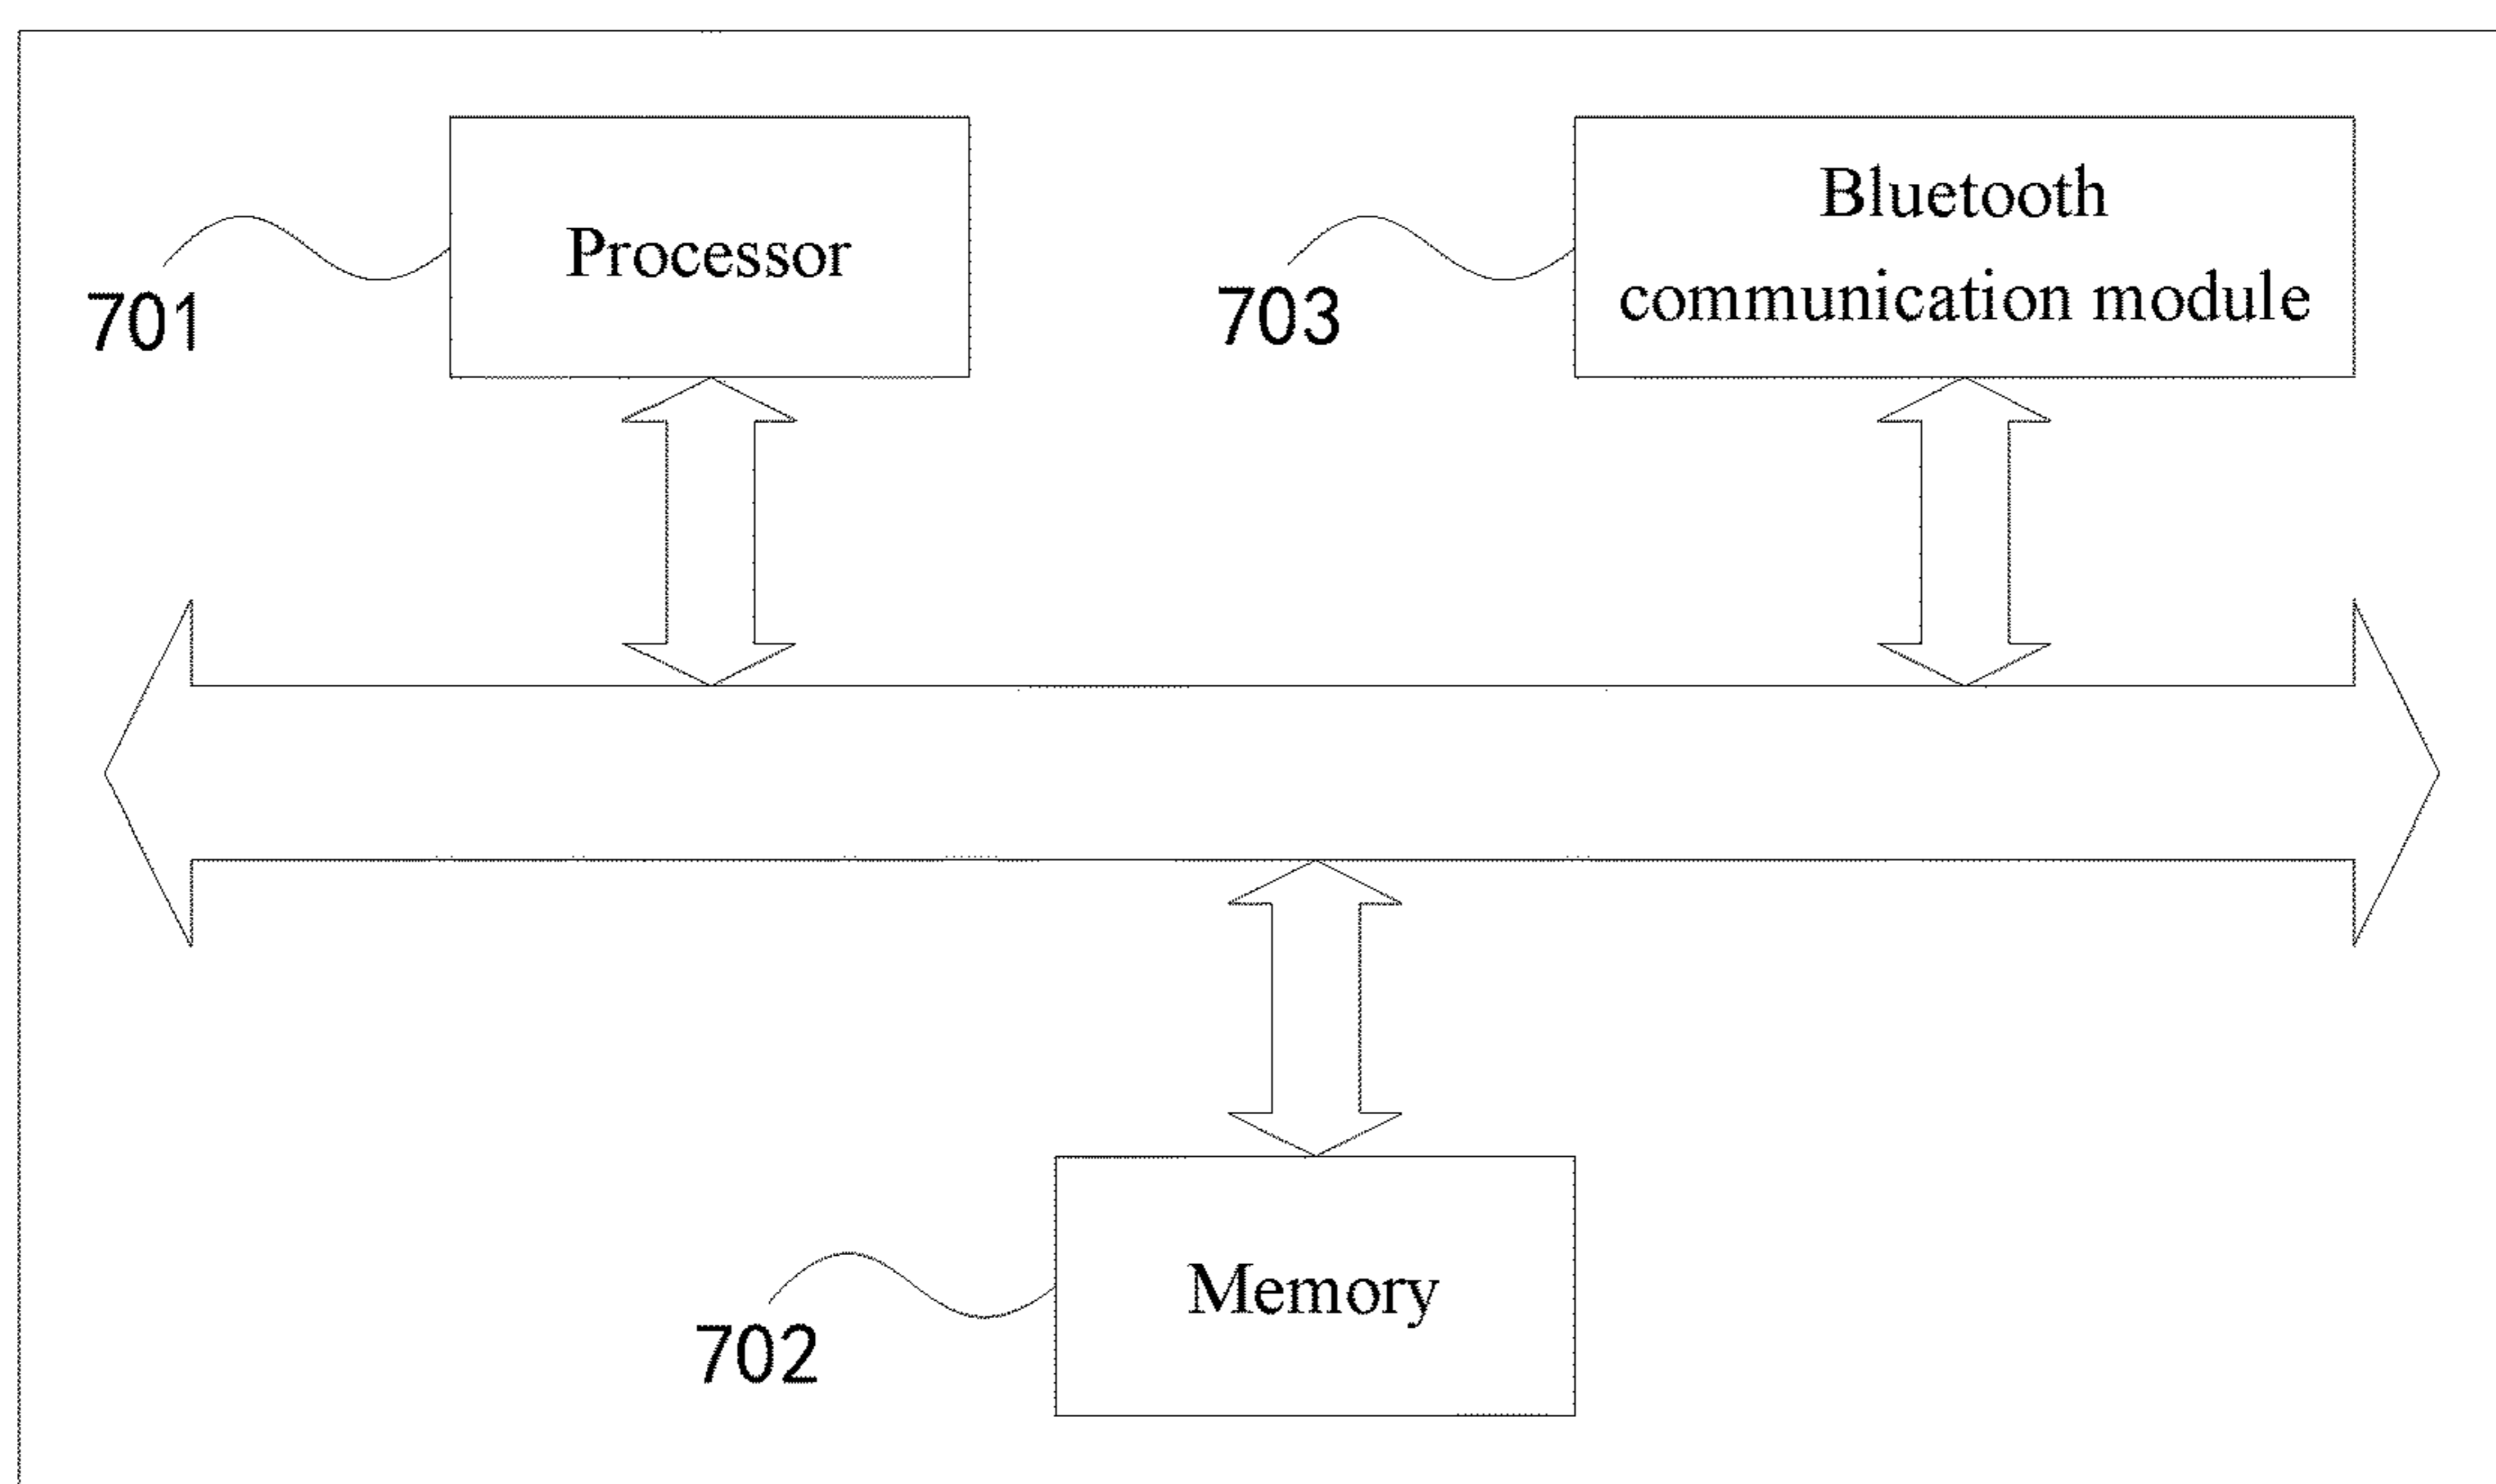 Processor
701
Bluetooth
communication module
703
Memory
702